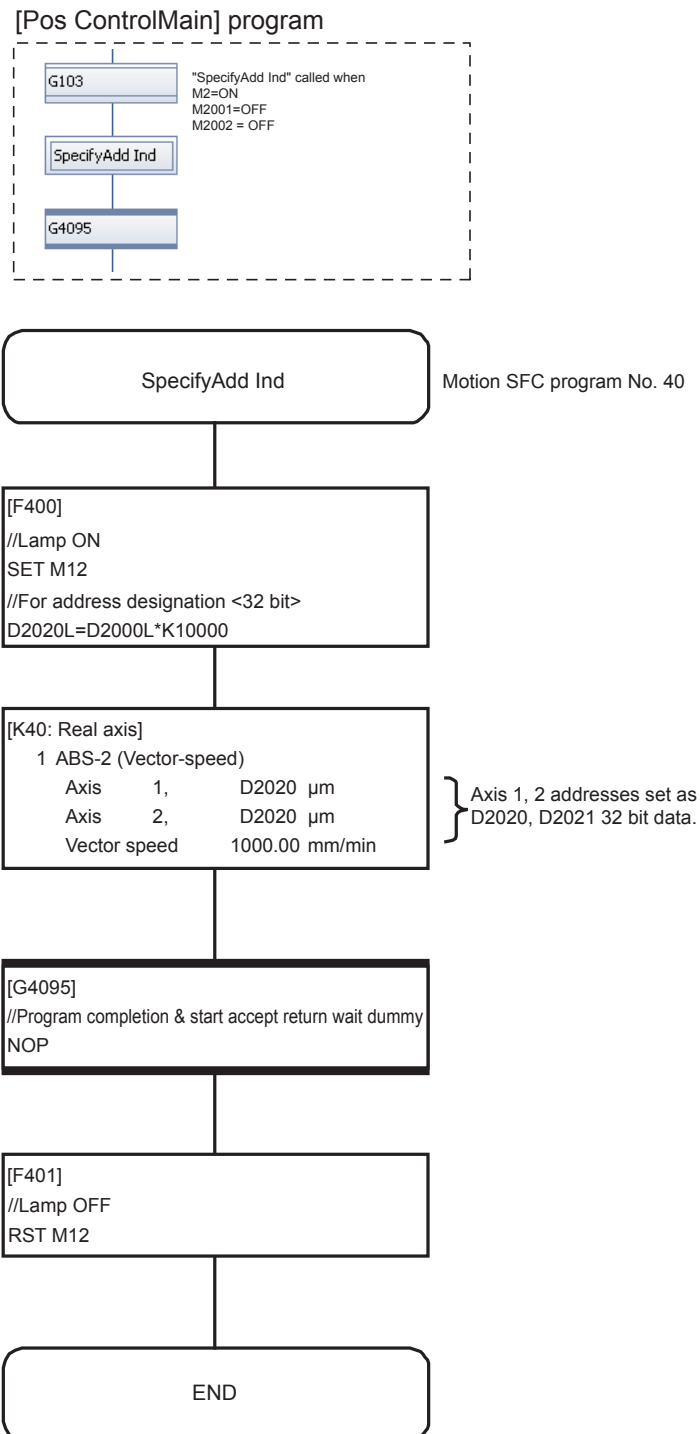 [Pos ControlMain] program
G103
"SpecifyAdd Ind" called when
M2=ON
M2001=OFF
M2002 = OFF
SpecifyAdd Ind
G4095
SpecifyAdd Ind
Motion SFC program No. 40
[F400]
//Lamp ON
SET M12
//For address designation <32 bit>
D2020L=D2000L*K10000
[K40: Real axis]
1 ABS-2 (Vector-speed)
Axis 1, D2020 µm
Axis 2, D2020 µm
Vector speed 1000.00 mm/min
Axis 1, 2 addresses set as
D2020, D2021 32 bit data.
[G4095]
//Program completion & start accept return wait dummy
NOP
[F401]
//Lamp OFF
RST M12
END